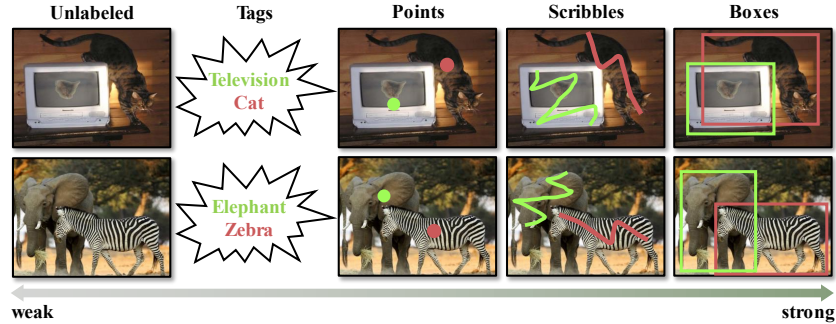 Unlabeled Tags Points Scribbles Boxes
Television
Cat
Elephant
Zebra
weak strong